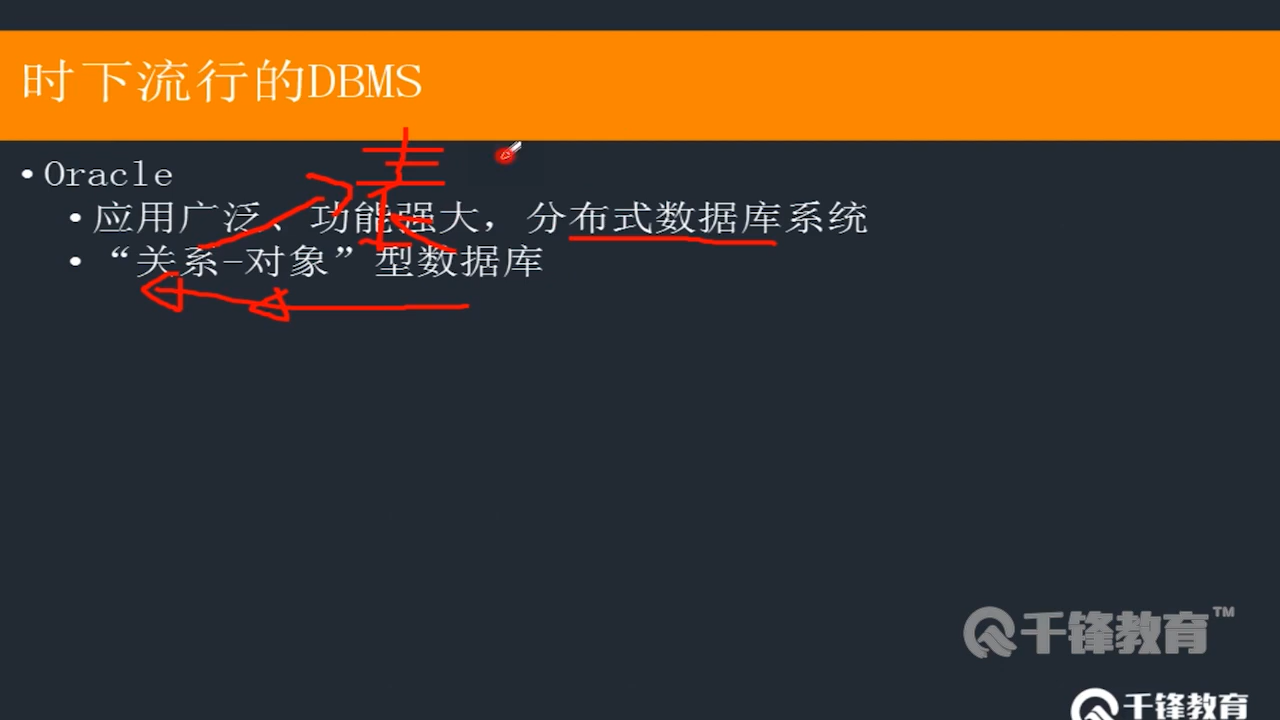 时下流行的DBMS
表
• Oracle
• 应用广泛、功能强大，分布式数据库系统
• “关系-对象”型数据库
千锋教育™
千锋教育